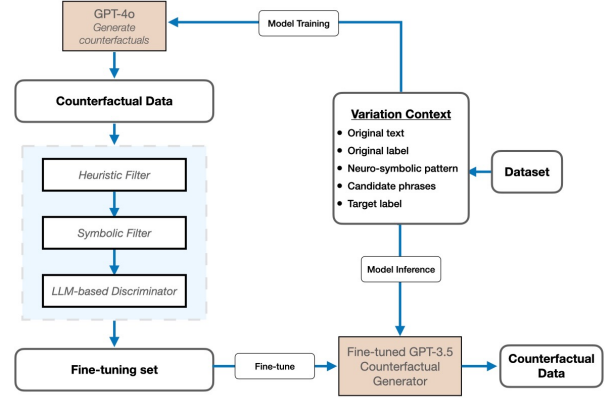 GPT-4o
Generate
counterfactuals
Model Training
Counterfactual Data
Variation Context
• Original text
• Original label
• Neuro-symbolic pattern
• Candidate phrases
• Target label
Dataset
Heuristic Filter
Symbolic Filter
LLM-based Discriminator
Model Inference
Fine-tuning set
Fine-tune
Fine-tuned GPT-3.5
Counterfactual
Generator
Counterfactual
Data